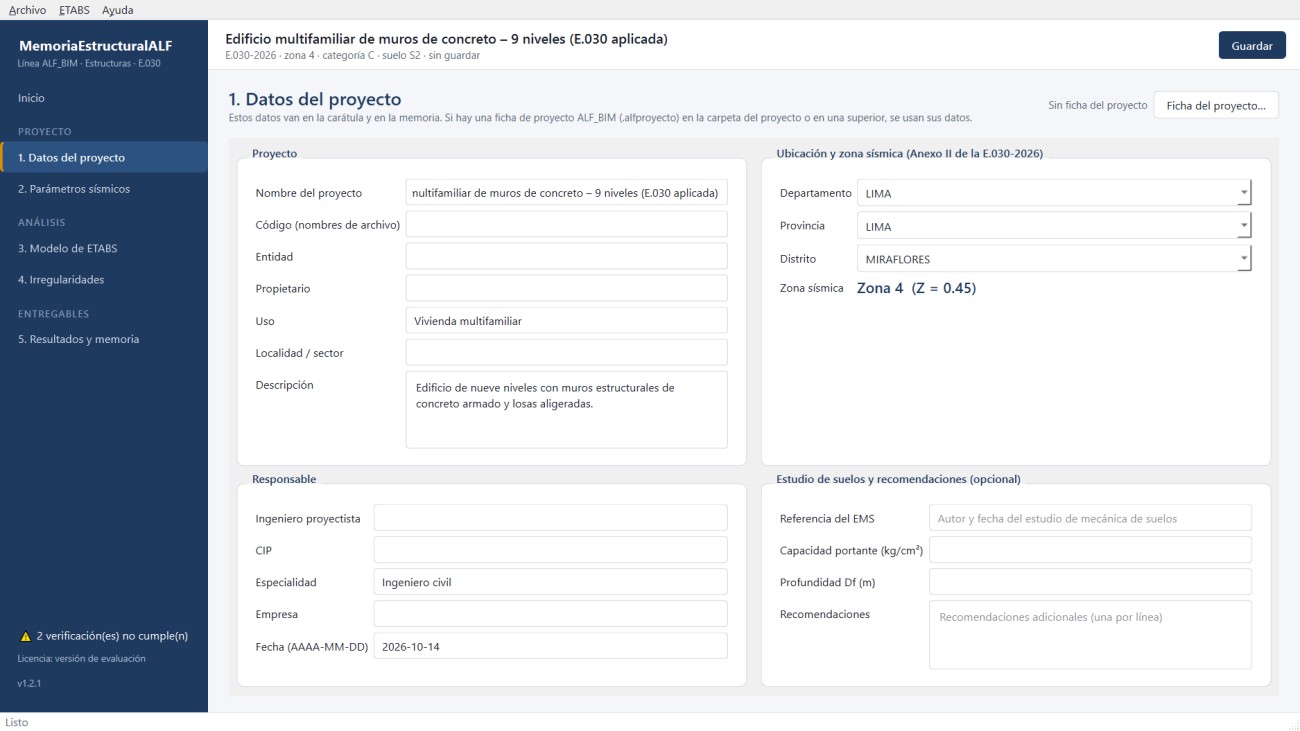 Archivo ETABS Ayuda
MemoriaEstructuralALF
Línea ALF_BIM · Estructuras · E.030
Inicio
PROYECTO
1. Datos del proyecto
2. Parámetros sísmicos
ANÁLISIS
3. Modelo de ETABS
4. Irregularidades
ENTREGABLES
5. Resultados y memoria
2 verificación(es) no cumple(n)
Licencia: versión de evaluación
v1.2.1
Listo
Edificio multifamiliar de muros de concreto – 9 niveles (E.030 aplicada)
E.030-2026 · zona 4 · categoría C · suelo S2 · sin guardar
Guardar
1. Datos del proyecto
Estos datos van en la carátula y en la memoria. Si hay una ficha de proyecto ALF_BIM (.alfproyecto) en la carpeta del proyecto o en una superior, se usan sus datos.
Sin ficha del proyecto
Ficha del proyecto...
Proyecto
Nombre del proyecto nultifamiliar de muros de concreto – 9 niveles (E.030 aplicada)
Código (nombres de archivo)
Entidad
Propietario
Uso Vivienda multifamiliar
Localidad / sector
Descripción Edificio de nueve niveles con muros estructurales de
concreto armado y losas aligeradas.
Ubicación y zona sísmica (Anexo II de la E.030-2026)
Departamento LIMA
Provincia LIMA
Distrito MIRAFLORES
Zona sísmica Zona 4 (Z = 0.45)
Responsable
Ingeniero proyectista
CIP
Especialidad Ingeniero civil
Empresa
Fecha (AAAA-MM-DD) 2026-10-14
Estudio de suelos y recomendaciones (opcional)
Referencia del EMS Autor y fecha del estudio de mecánica de suelos
Capacidad portante (kg/cm²)
Profundidad Df (m)
Recomendaciones Recomendaciones adicionales (una por línea)